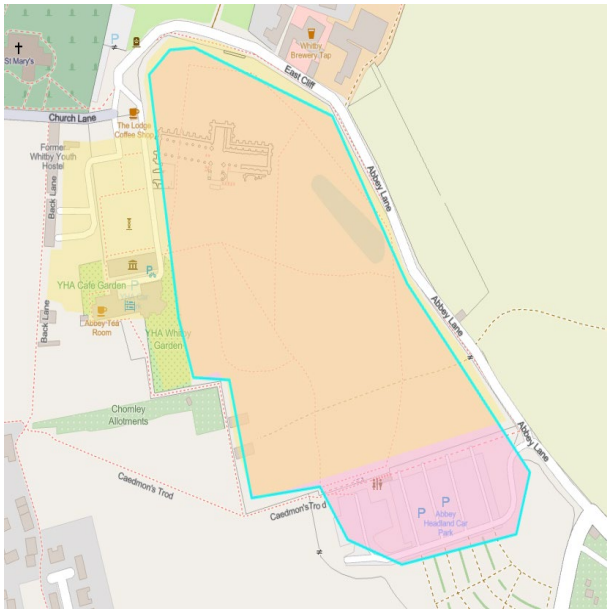 P
St Mary's
Whitby
Brewery Tap
East Cliff
Church Lane
The Lodge
Coffee Shop
Former
Whitby Youth
Hostel
Back Lane
Abbey Lane
YHA Cafe Garden
P
Abbey Tea
Room
YHA Whitby
Garden
Back Lane
Abbey Lane
Chomley
Allotments
Abbey Lane
Caedmon's Trod
Caedmon's Trod
P
P
Abbey
Headland Car
Park